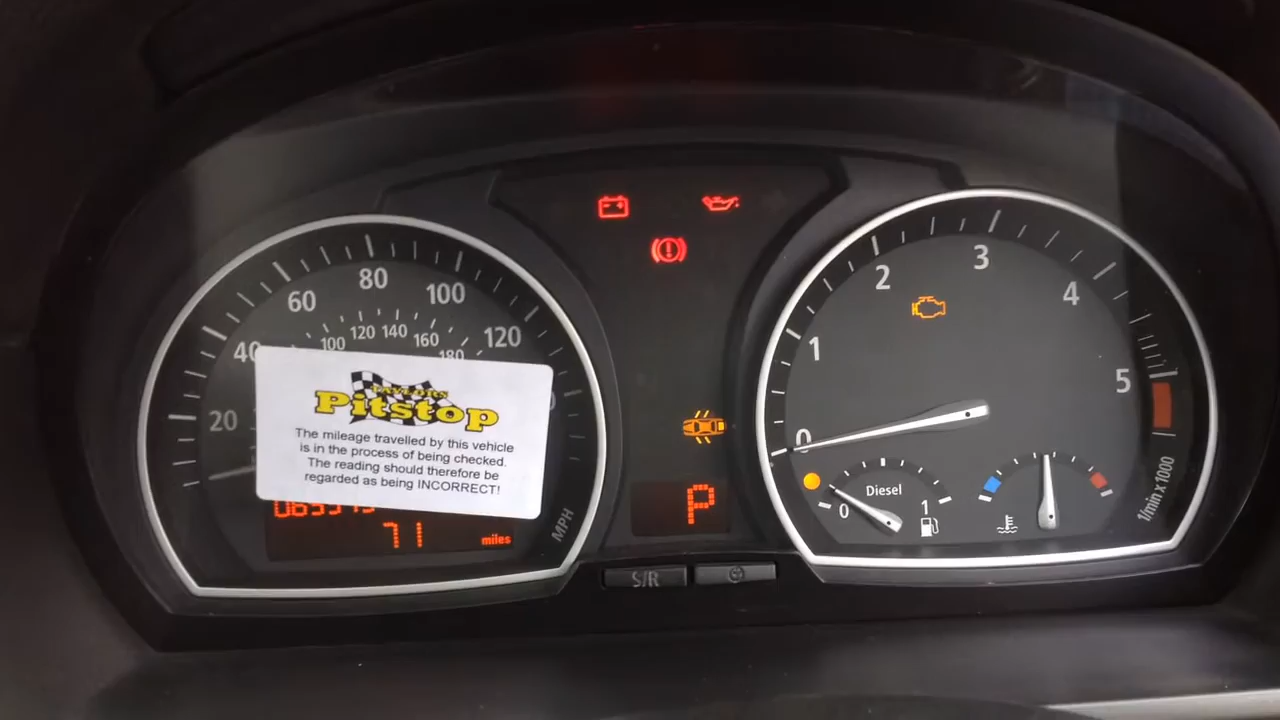 20
40
60
80
100
120
100
120
140
160
180
TAYLORS
Pitstop
The mileage travelled by this vehicle
is in the process of being checked.
The reading should therefore be
regarded as being INCORRECT!
71
miles
MPH
P
S/R
0
1
2
3
4
5
1/min x 1000
Diesel
0
1